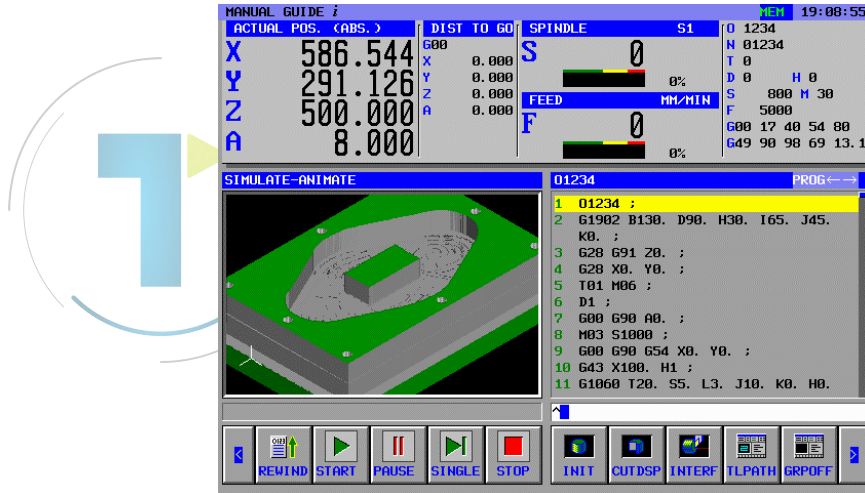 MANUAL GUIDE i MEM 19:08:55
ACTUAL POS. (ABS.)
X 586.544
Y 291.126
Z 500.000
A 8.000
DIST TO GO
G00
X 0.000
Y 0.000
Z 0.000
A 0.000
SPINDLE S1
S 0
0%
FEED MM/MIN
F 0
0%
O 1234
N 01234
T 0
D 0 H 0
S 800 M 30
F 5000
G00 17 40 54 80
G49 90 98 69 13.1
SIMULATE-ANIMATE
O1234 PROG←→
1 O1234 ;
2 G1902 B130. D90. H30. I65. J45.
K0. ;
3 G28 G91 Z0. ;
4 G28 X0. Y0. ;
5 T01 M06 ;
6 D1 ;
7 G00 G90 A0. ;
8 M03 S1000 ;
9 G00 G90 G54 X0. Y0. ;
10 G43 X100. H1 ;
11 G1060 T20. S5. L3. J10. K0. H0.
^
< REWIND START PAUSE SINGLE STOP INIT CUTDSP INTERF TLPATH GRPOFF >